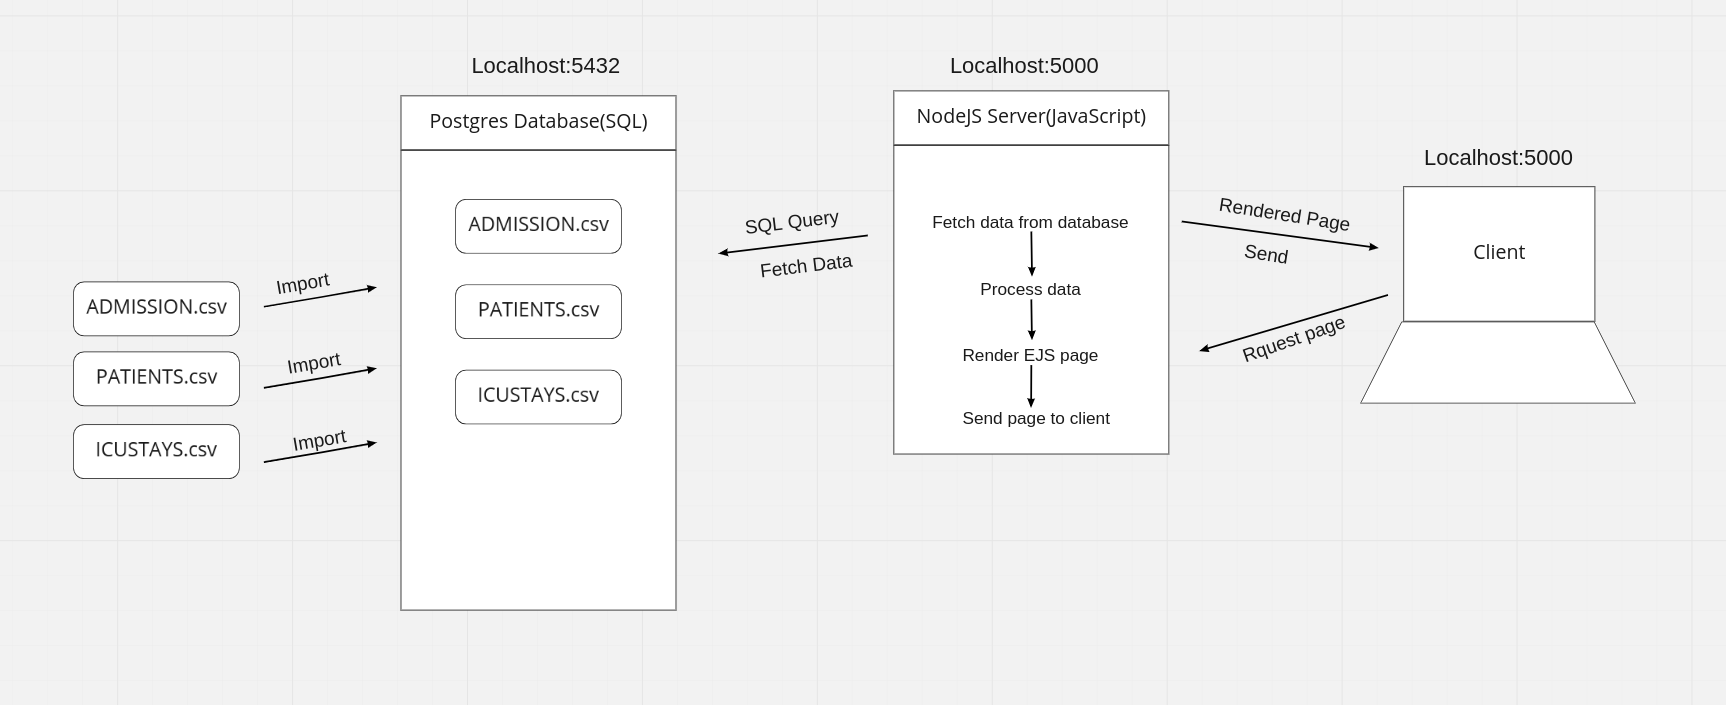 Localhost:5432
Postgres Database(SQL)
ADMISSION.csv
PATIENTS.csv
ICUSTAYS.csv
ADMISSION.csv
Import
PATIENTS.csv
Import
ICUSTAYS.csv
Import
SQL Query
Fetch Data
Localhost:5000
NodeJS Server(JavaScript)
Fetch data from database
Process data
Render EJS page
Send page to client
Rendered Page
Send
Rquest page
Localhost:5000
Client